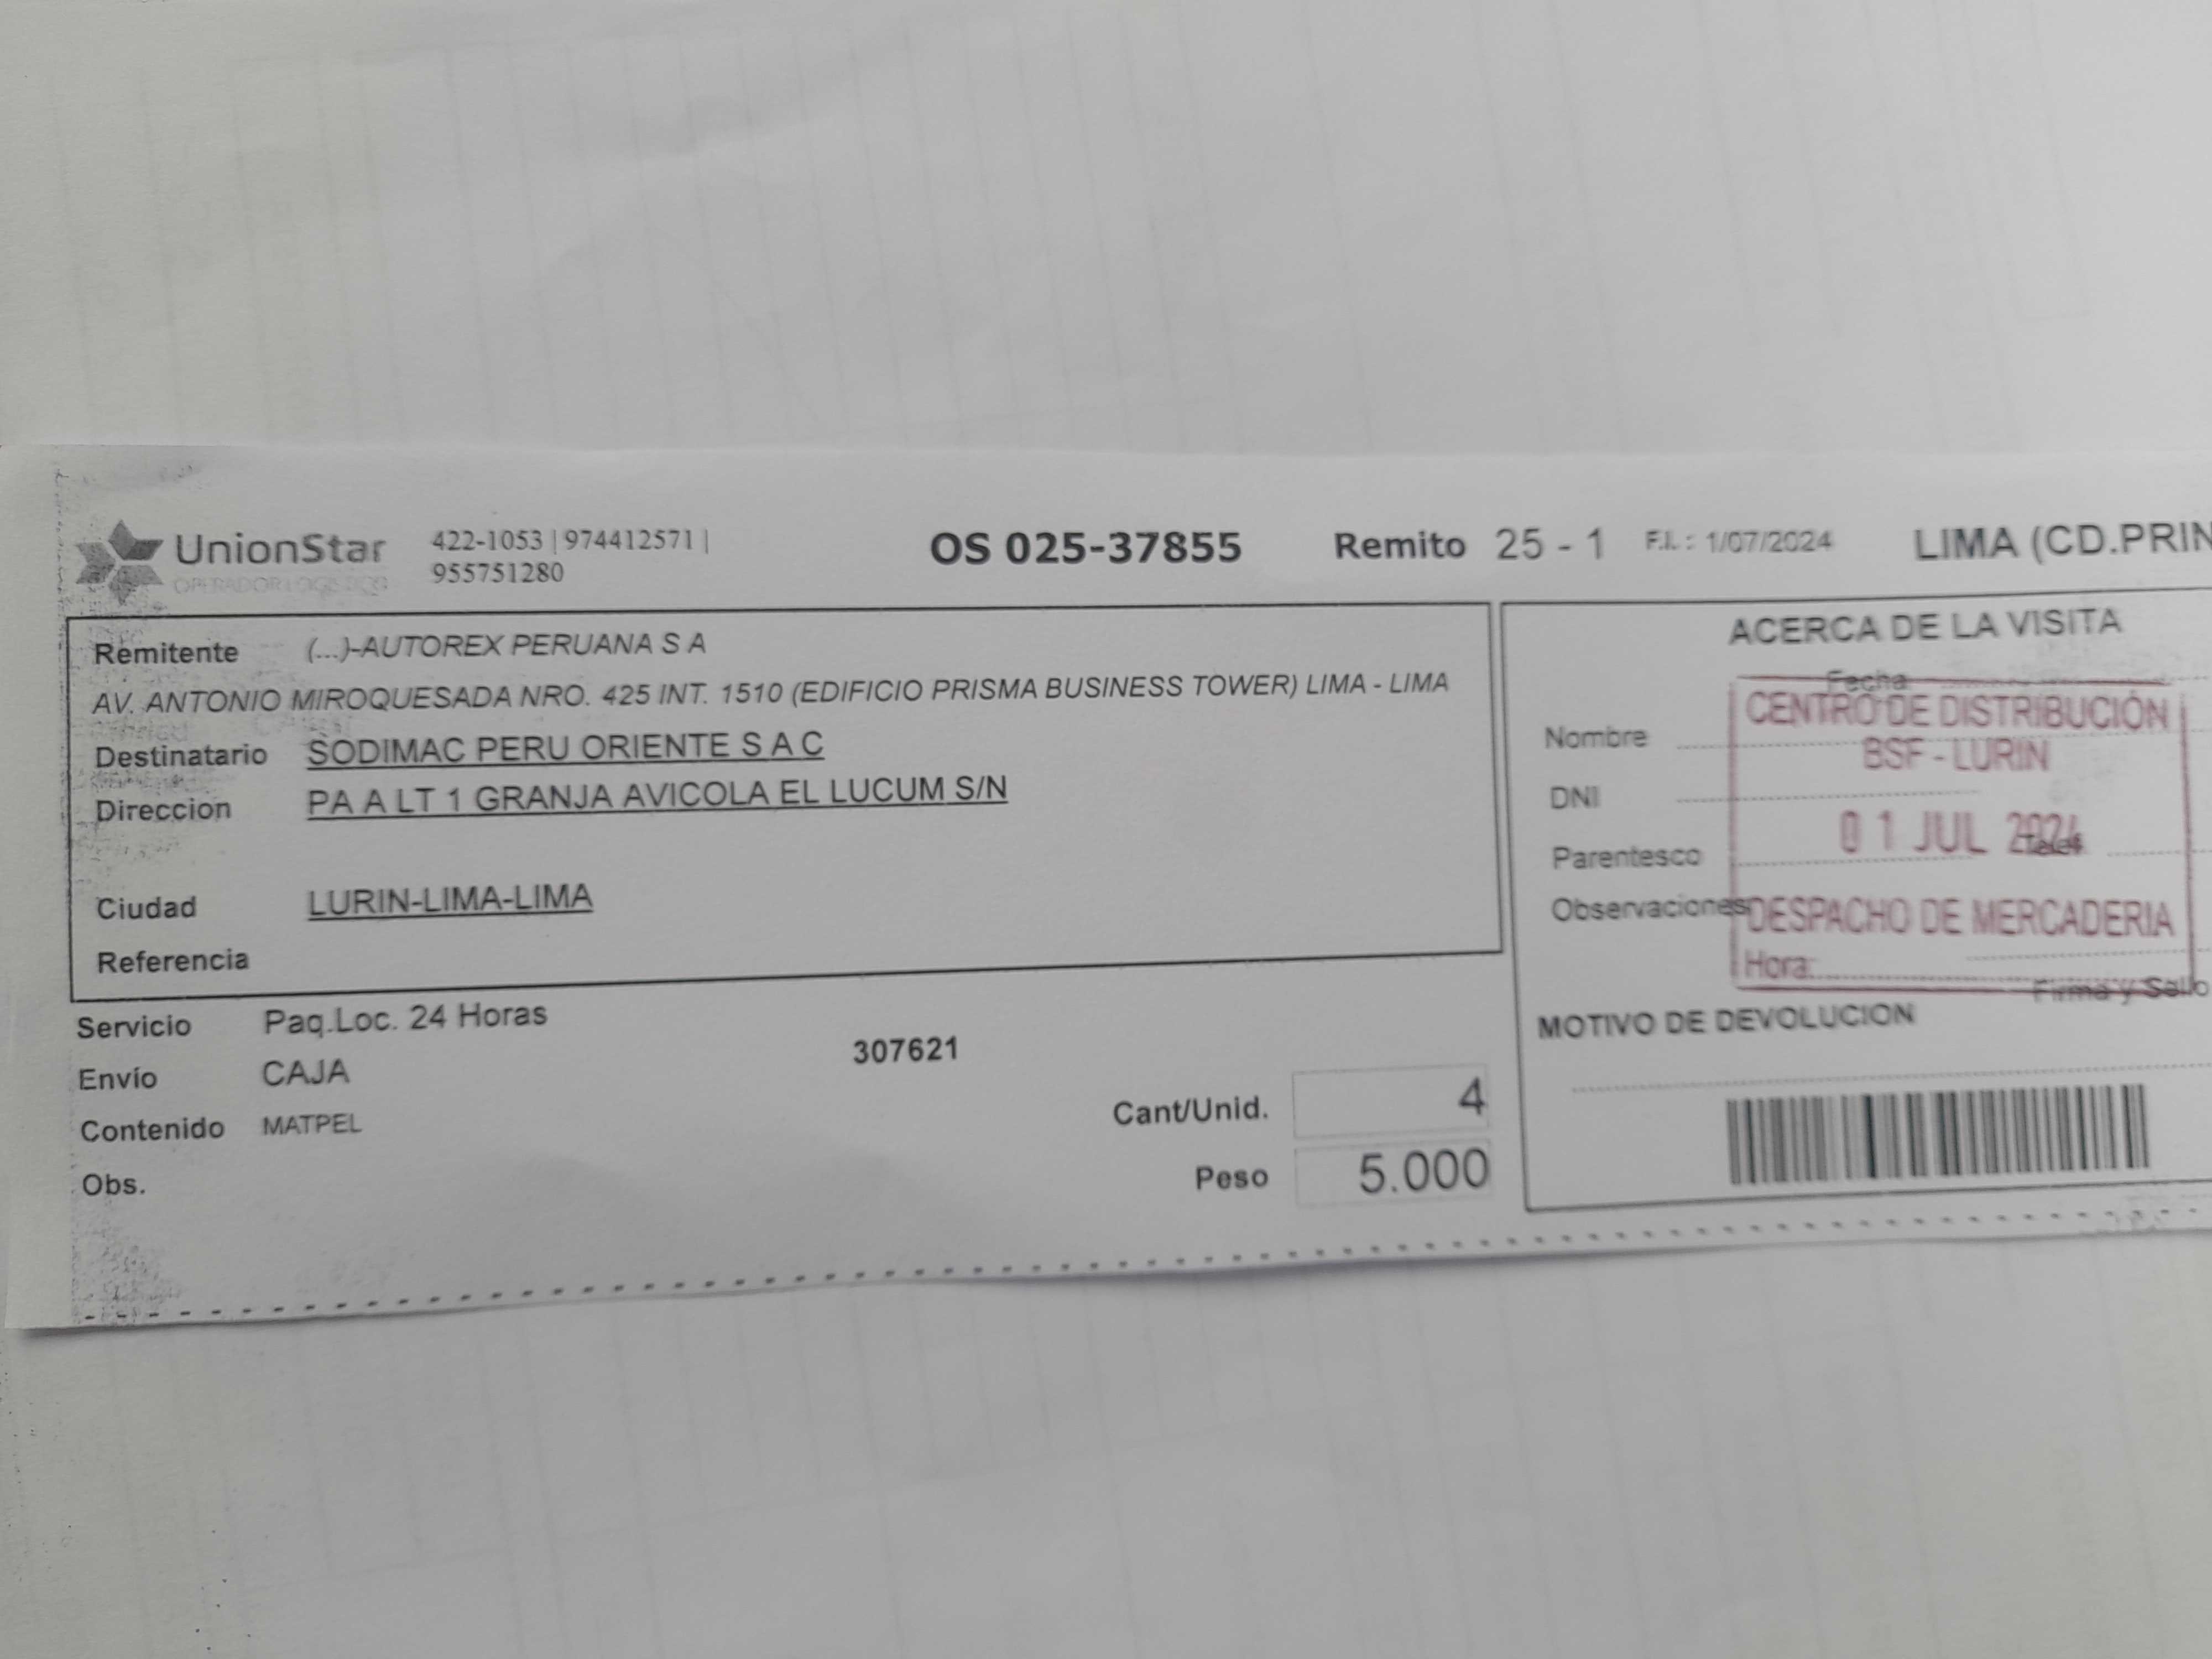 UnionStar
OPERADOR LOGISTICO
422-1053 | 974412571 |
955751280
OS 025-37855
Remito 25 - 1
F.I. : 1/07/2024
LIMA (CD.PRIN
Remitente (...)-AUTOREX PERUANA S A
AV. ANTONIO MIROQUESADA NRO. 425 INT. 1510 (EDIFICIO PRISMA BUSINESS TOWER) LIMA - LIMA
Destinatario SODIMAC PERU ORIENTE S A C
Direccion PA A LT 1 GRANJA AVICOLA EL LUCUM S/N
Ciudad LURIN-LIMA-LIMA
Referencia
Servicio Paq.Loc. 24 Horas
307621
Envío CAJA
Contenido MATPEL
Obs.
Cant/Unid. 4
Peso 5.000
ACERCA DE LA VISITA
Fecha
Nombre
DNI
Parentesco
Telef
Observaciones
Firma y Sello
CENTRO DE DISTRIBUCIÓN
BSF - LURIN
01 JUL 2024
DESPACHO DE MERCADERIA
Hora:
MOTIVO DE DEVOLUCION